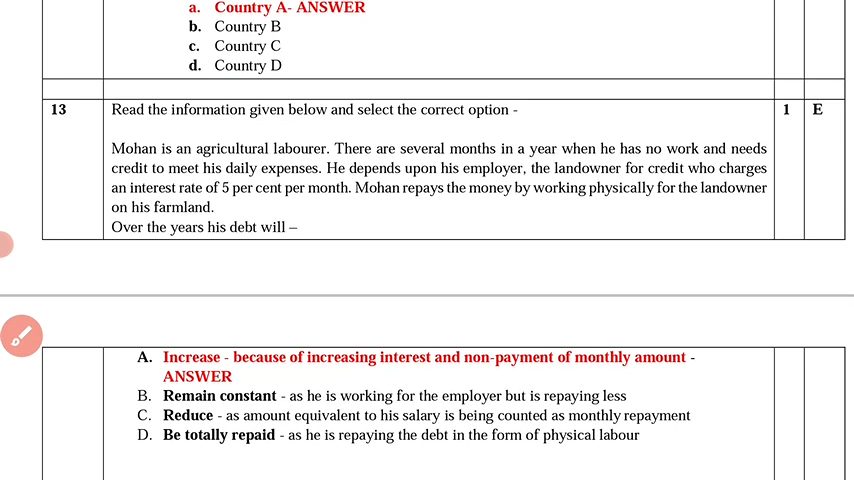 a. Country A- ANSWER
b. Country B
c. Country C
d. Country D
13 Read the information given below and select the correct option - 1 E
Mohan is an agricultural labourer. There are several months in a year when he has no work and needs
credit to meet his daily expenses. He depends upon his employer, the landowner for credit who charges
an interest rate of 5 per cent per month. Mohan repays the money by working physically for the landowner
on his farmland.
Over the years his debt will –
A. Increase - because of increasing interest and non-payment of monthly amount -
ANSWER
B. Remain constant - as he is working for the employer but is repaying less
C. Reduce - as amount equivalent to his salary is being counted as monthly repayment
D. Be totally repaid - as he is repaying the debt in the form of physical labour